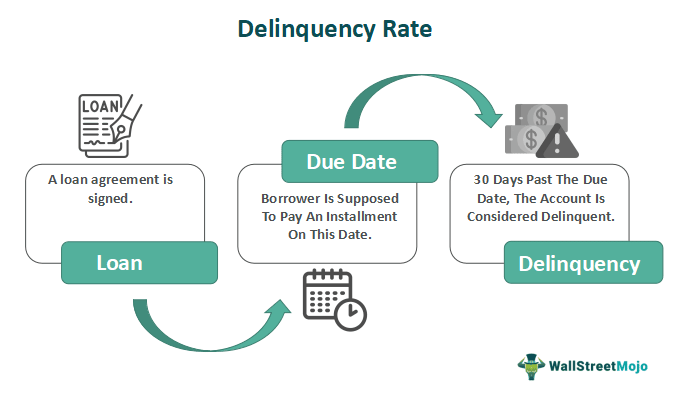 Delinquency Rate
LOAN
A loan agreement is
signed.
Loan
Due Date
Borrower Is Supposed
To Pay An Installment
On This Date.
$
$
30 Days Past The Due
Date, The Account Is
Considered Delinquent.
Delinquency
WallStreetMojo